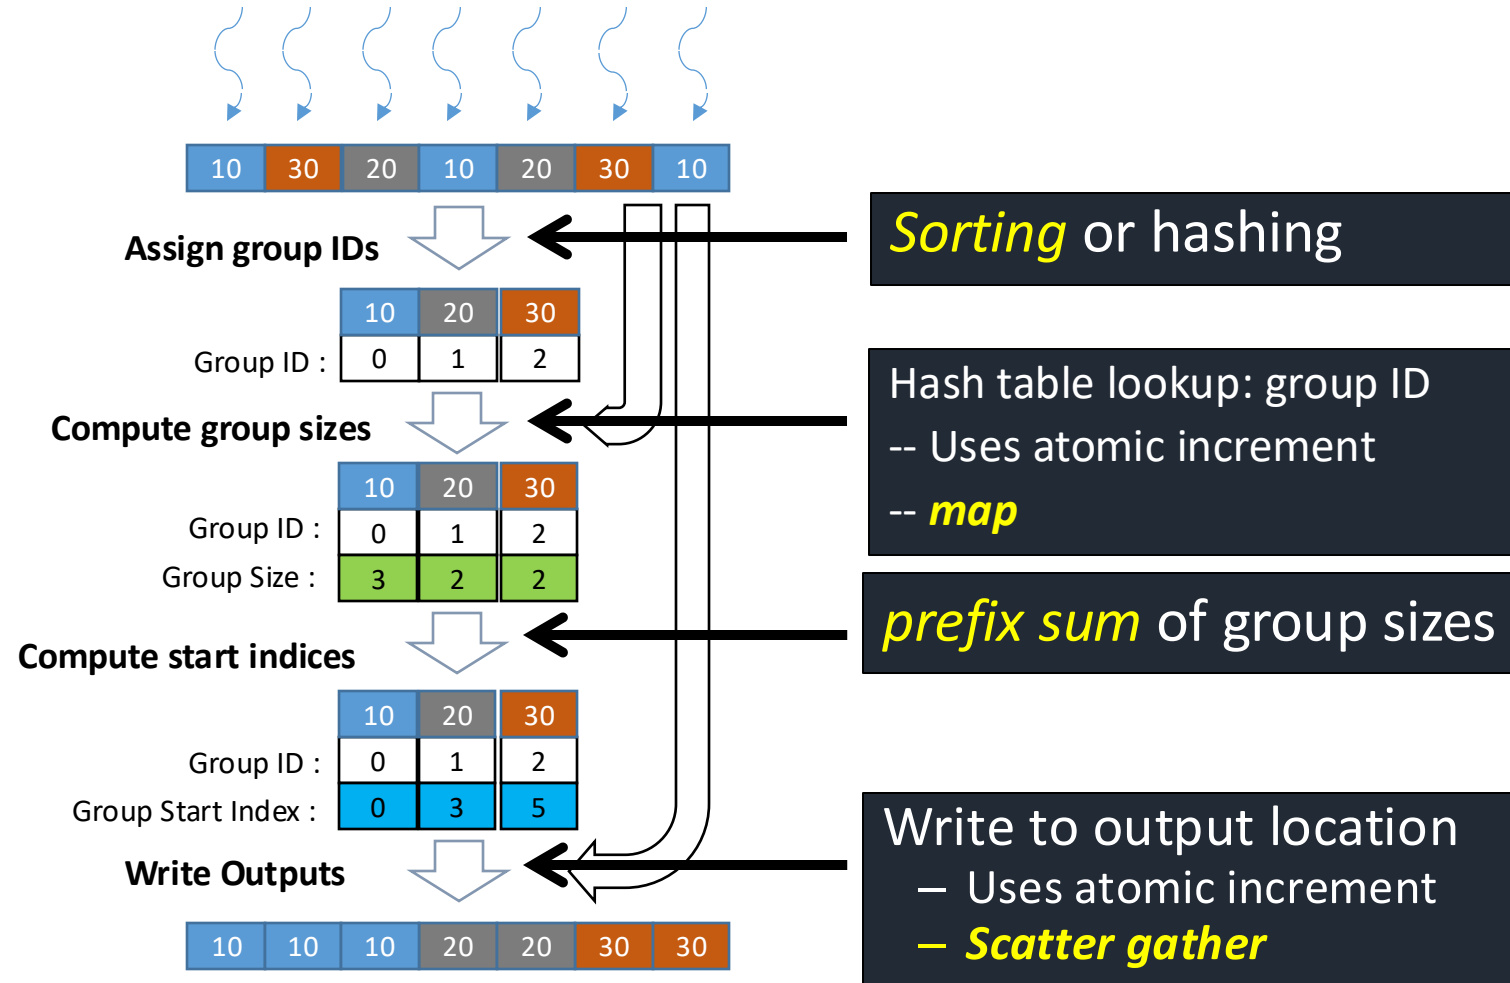 10 30 20 10 20 30 10
Assign group IDs
Sorting or hashing
10 20 30
Group ID : 0 1 2
Compute group sizes
Hash table lookup: group ID
-- Uses atomic increment
-- map
10 20 30
Group ID : 0 1 2
Group Size : 3 2 2
Compute start indices
prefix sum of group sizes
10 20 30
Group ID : 0 1 2
Group Start Index : 0 3 5
Write Outputs
Write to output location
– Uses atomic increment
– Scatter gather
10 10 10 20 20 30 30